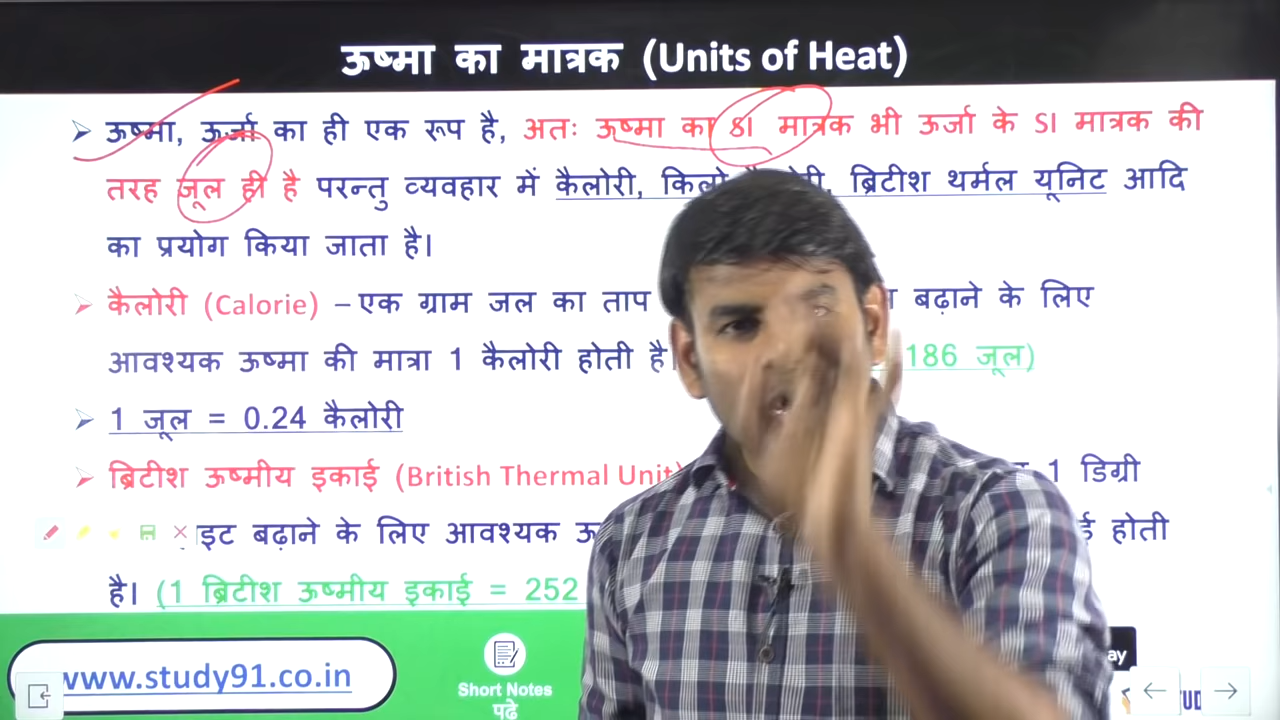 ऊष्मा का मात्रक (Units of Heat)
ऊष्मा, ऊर्जा का ही एक रूप है, अतः ऊष्मा का SI मात्रक भी ऊर्जा के SI मात्रक की
तरह जूल ही है परन्तु व्यवहार में कैलोरी, ब्रिटीश थर्मल यूनिट आदि
का प्रयोग किया जाता है।
कैलोरी (Calorie) – एक ग्राम जल का ताप बढ़ाने के लिए
आवश्यक ऊष्मा की मात्रा 1 कैलोरी होती है। 186 जूल)
1 जूल = 0.24 कैलोरी
ब्रिटीश ऊष्मीय इकाई (British Thermal Unit) 1 डिग्री
इट बढ़ाने के लिए आवश्यक होती
है। (1 ब्रिटीश ऊष्मीय इकाई = 252
www.study91.co.in
Short Notes
पढे